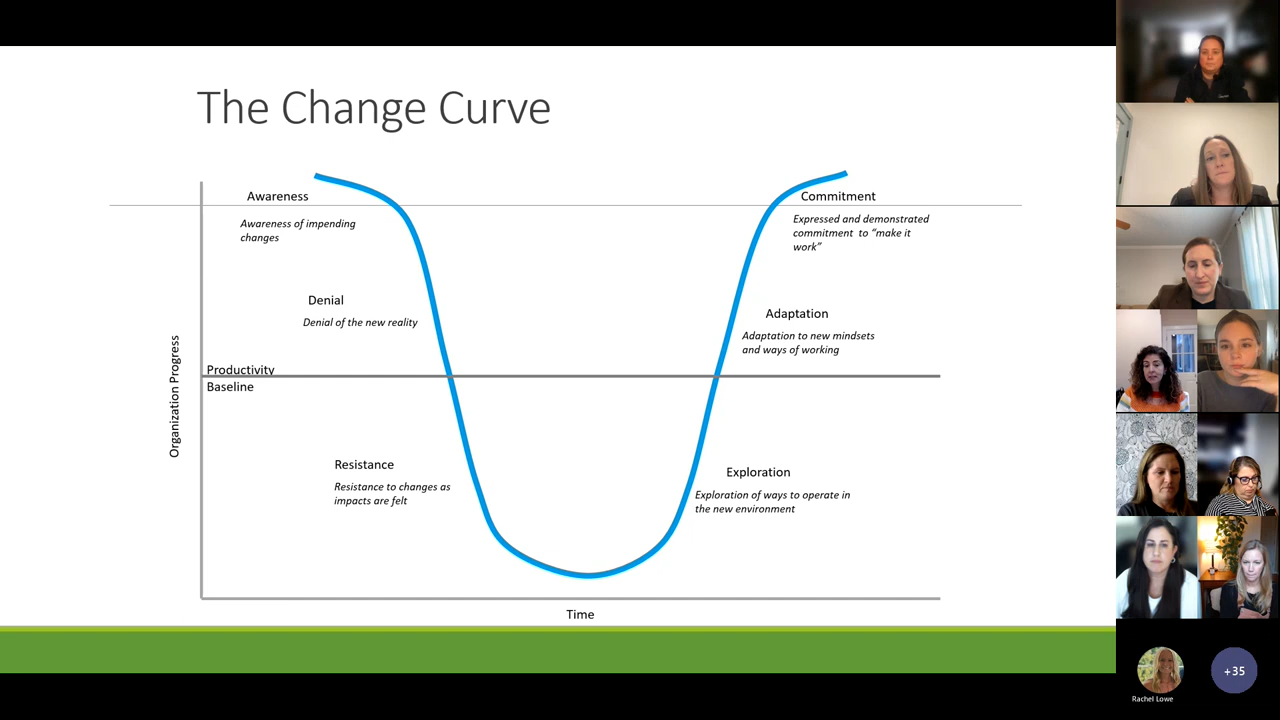 The Change Curve
Awareness
Awareness of impending
changes
Denial
Denial of the new reality
Productivity
Baseline
Resistance
Resistance to changes as
impacts are felt
Commitment
Expressed and demonstrated
commitment to “make it
work”
Adaptation
Adaptation to new mindsets
and ways of working
Exploration
Exploration of ways to operate in
the new environment
Organization Progress
Time
+35
Rachel Lowe